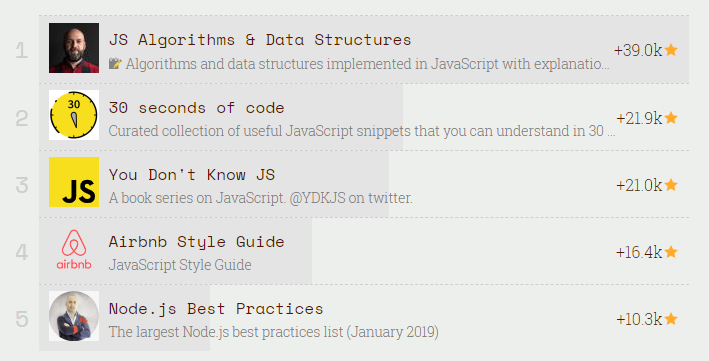 1
JS Algorithms & Data Structures
📝 Algorithms and data structures implemented in JavaScript with explanatio...
+39.0k
2
30
30 seconds of code
Curated collection of useful JavaScript snippets that you can understand in 30 ...
+21.9k
3
JS
You Don't Know JS
A book series on JavaScript. @YDKJS on twitter.
+21.0k
4
airbnb
Airbnb Style Guide
JavaScript Style Guide
+16.4k
5
Node.js Best Practices
The largest Node.js best practices list (January 2019)
+10.3k